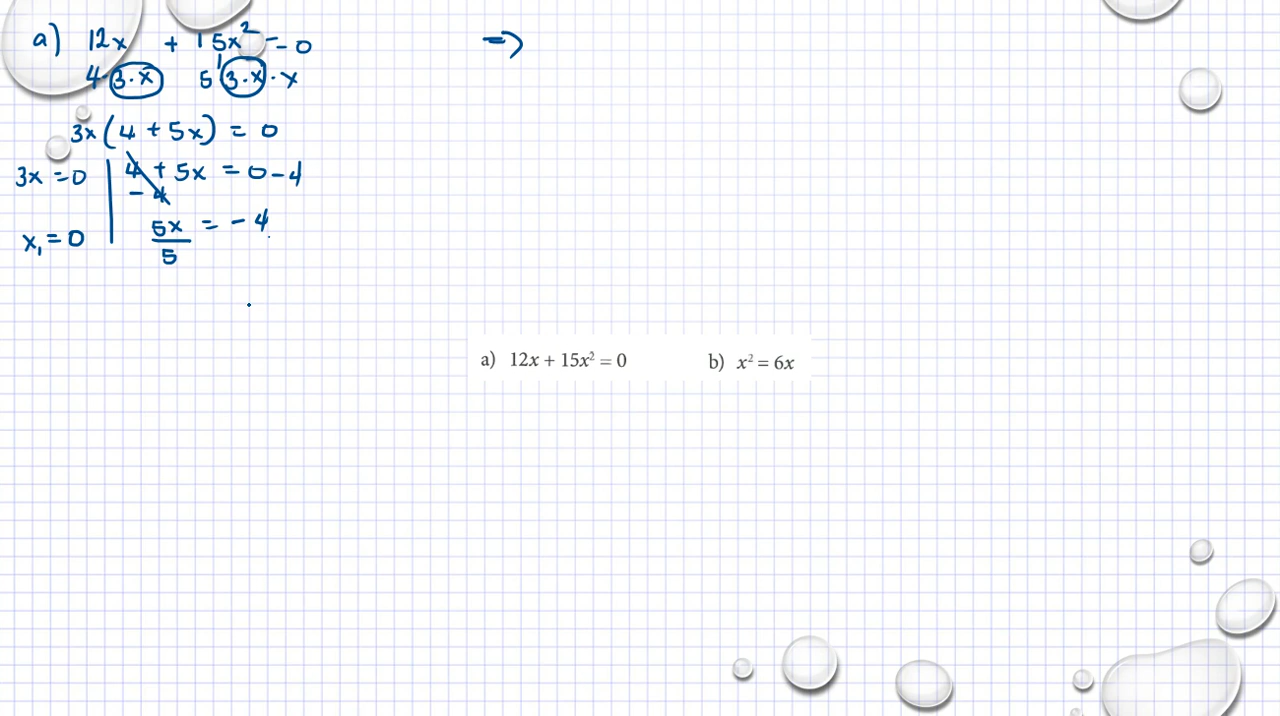 a) 12x + 15x² = 0 =>
4·3·x 5·3·x·x
3x(4 + 5x) = 0
3x = 0 | 4 + 5x = 0 - 4
- 4
5x = - 4
x₁ = 0
5
a) 12x + 15x² = 0 b) x² = 6x